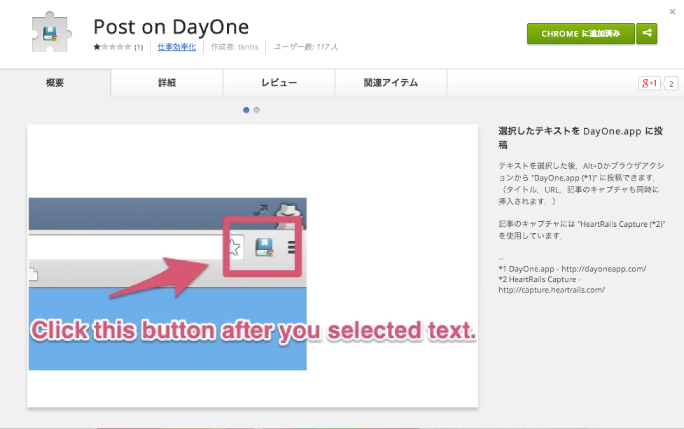 Post on DayOne
(1) 仕事効率化 作成者: tknhs ユーザー数: 117 人
CHROME に追加済み
概要 詳細 レビュー 関連アイテム
g+1 2
選択したテキストを DayOne.app に投
稿
テキストを選択した後、Alt+Dかブラウザアク
ションから "DayOne.app (*1)" に投稿できます.
（タイトル、URL、記事のキャプチャも同時に
挿入されます。）
記事のキャプチャには "HeartRails Capture (*2)"
を使用しています.
--
*1 DayOne.app - http://dayoneapp.com/
*2 HeartRails Capture -
http://capture.heartrails.com/
Click this button after you selected text.